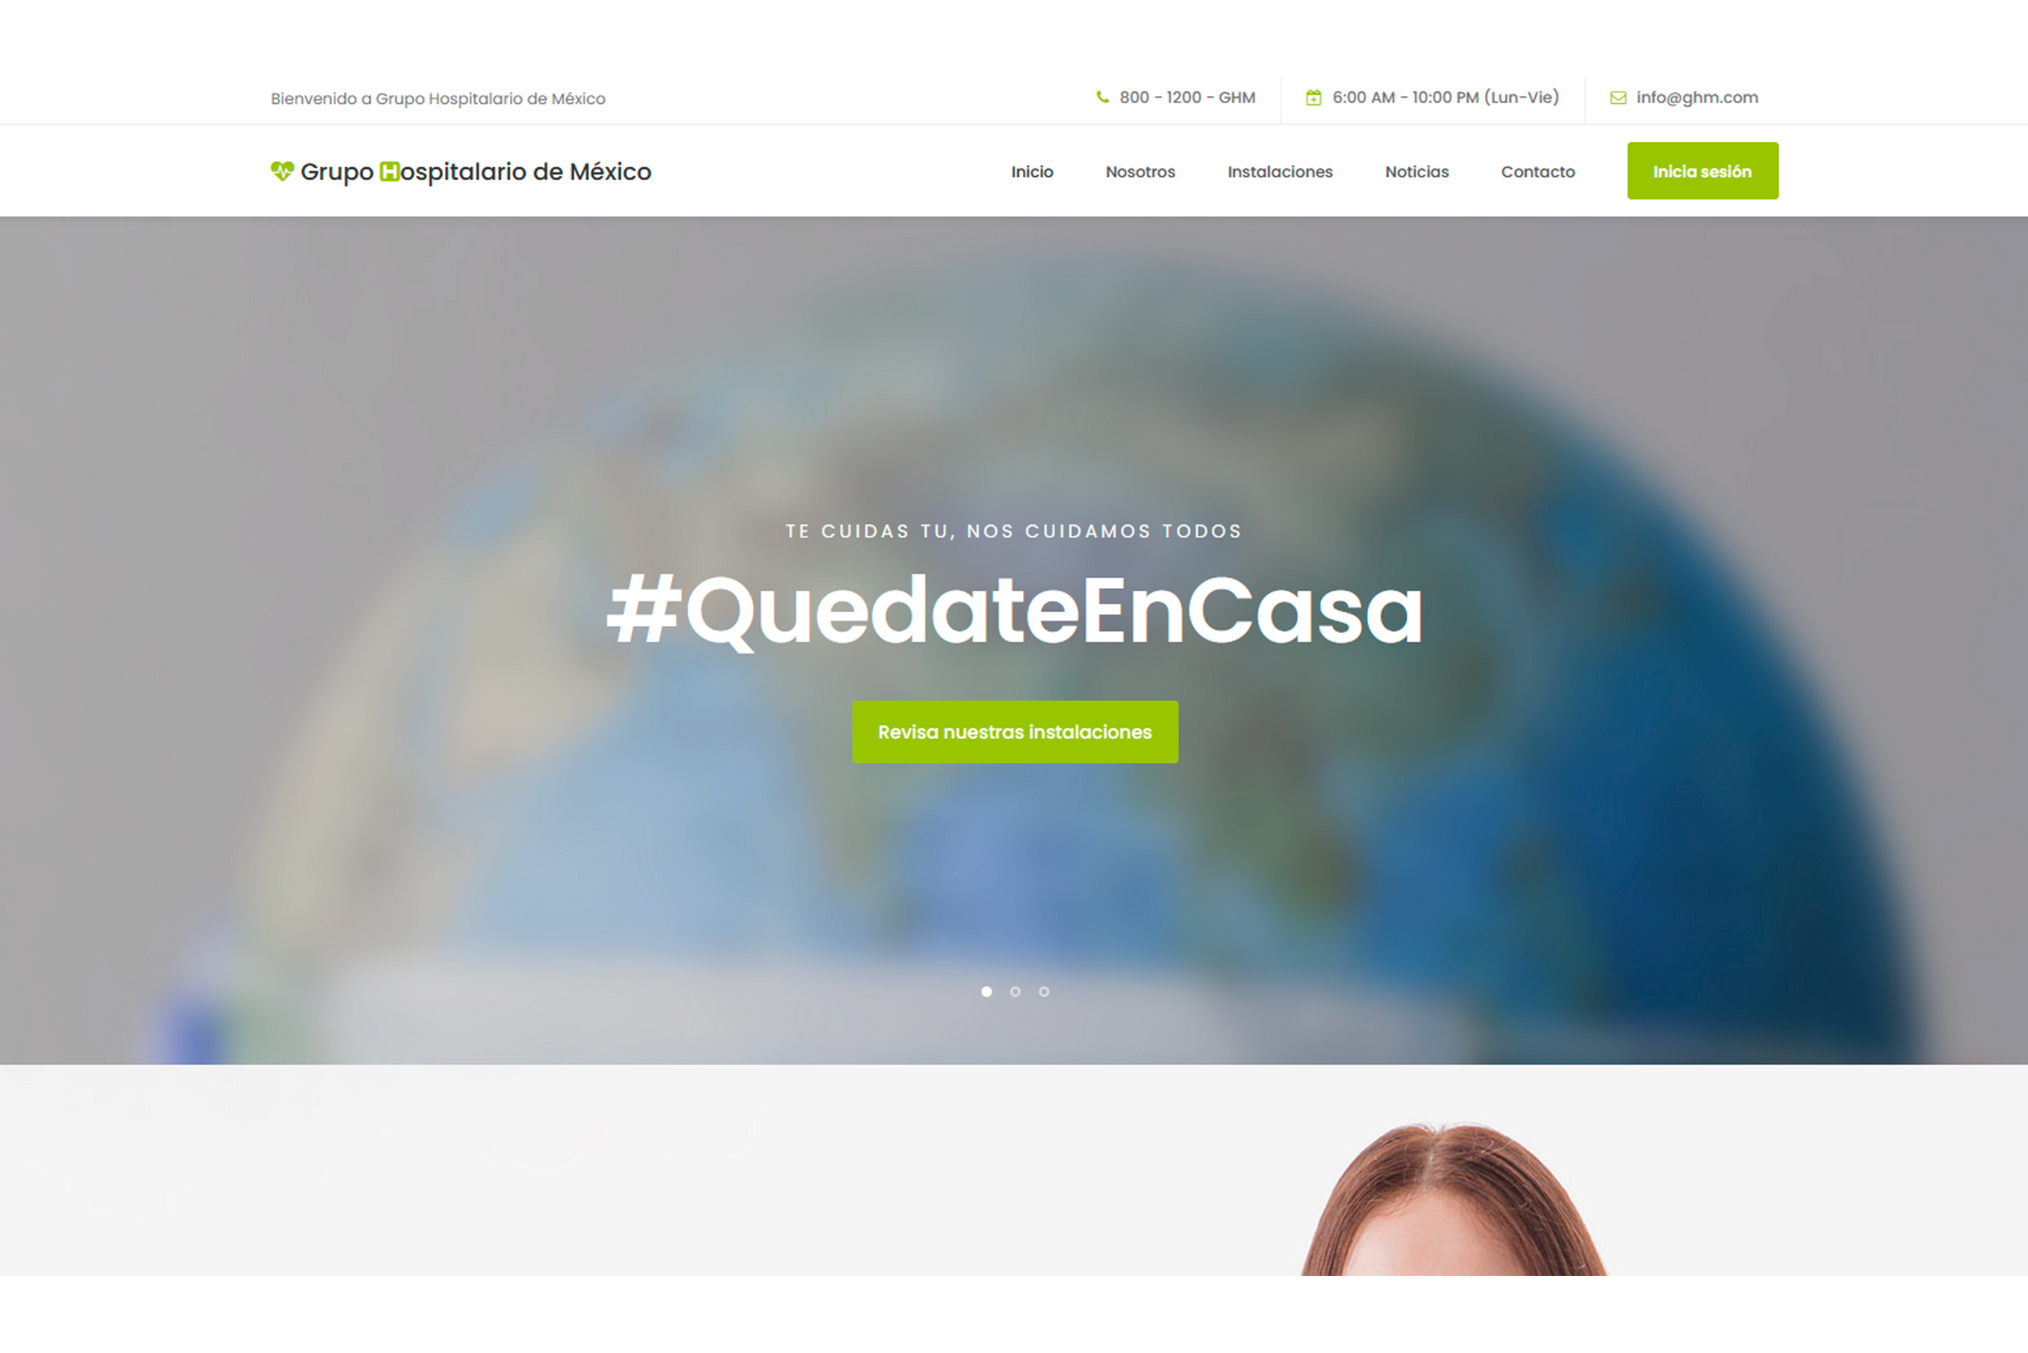 Bienvenido a Grupo Hospitalario de México
800 - 1200 - GHM
6:00 AM - 10:00 PM (Lun-Vie)
info@ghm.com
Grupo Hospitalario de México
Inicio
Nosotros
Instalaciones
Noticias
Contacto
Inicia sesión
TE CUIDAS TU, NOS CUIDAMOS TODOS
#QuedateEnCasa
Revisa nuestras instalaciones